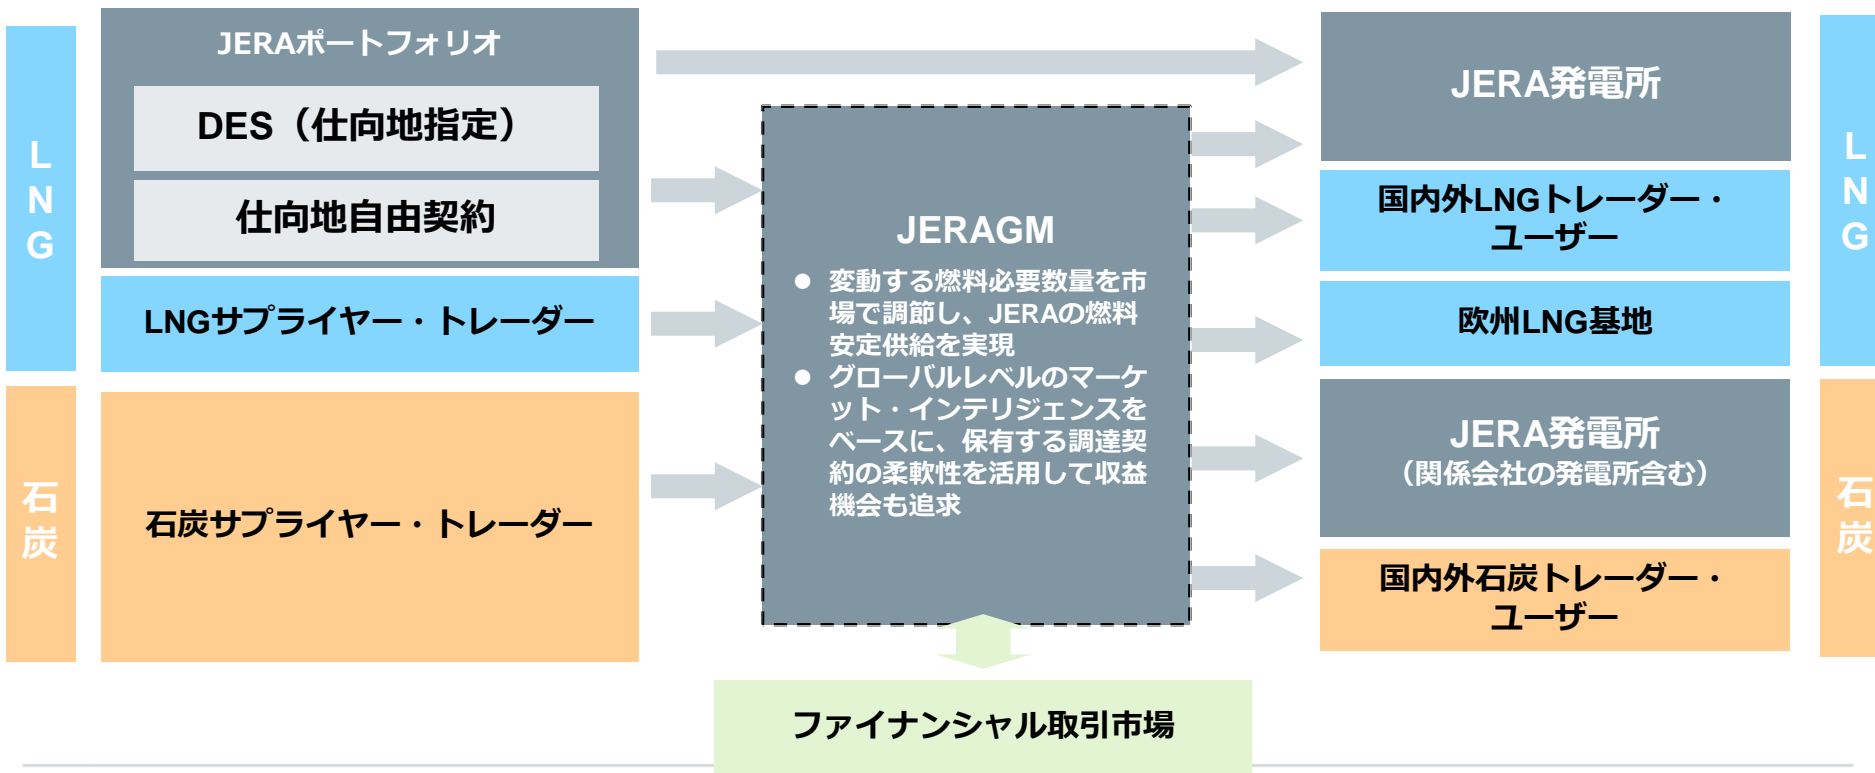 LNG
JERAポートフォリオ
DES（仕向地指定）
仕向地自由契約
LNGサプライヤー・トレーダー
石炭
石炭サプライヤー・トレーダー
JERAGM
● 変動する燃料必要数量を市
場で調節し、JERAの燃料
安定供給を実現
● グローバルレベルのマーケ
ット・インテリジェンスを
ベースに、保有する調達契
約の柔軟性を活用して収益
機会も追求
ファイナンシャル取引市場
JERA発電所
国内外LNGトレーダー・
ユーザー
欧州LNG基地
JERA発電所
（関係会社の発電所含む）
国内外石炭トレーダー・
ユーザー
LNG
石炭